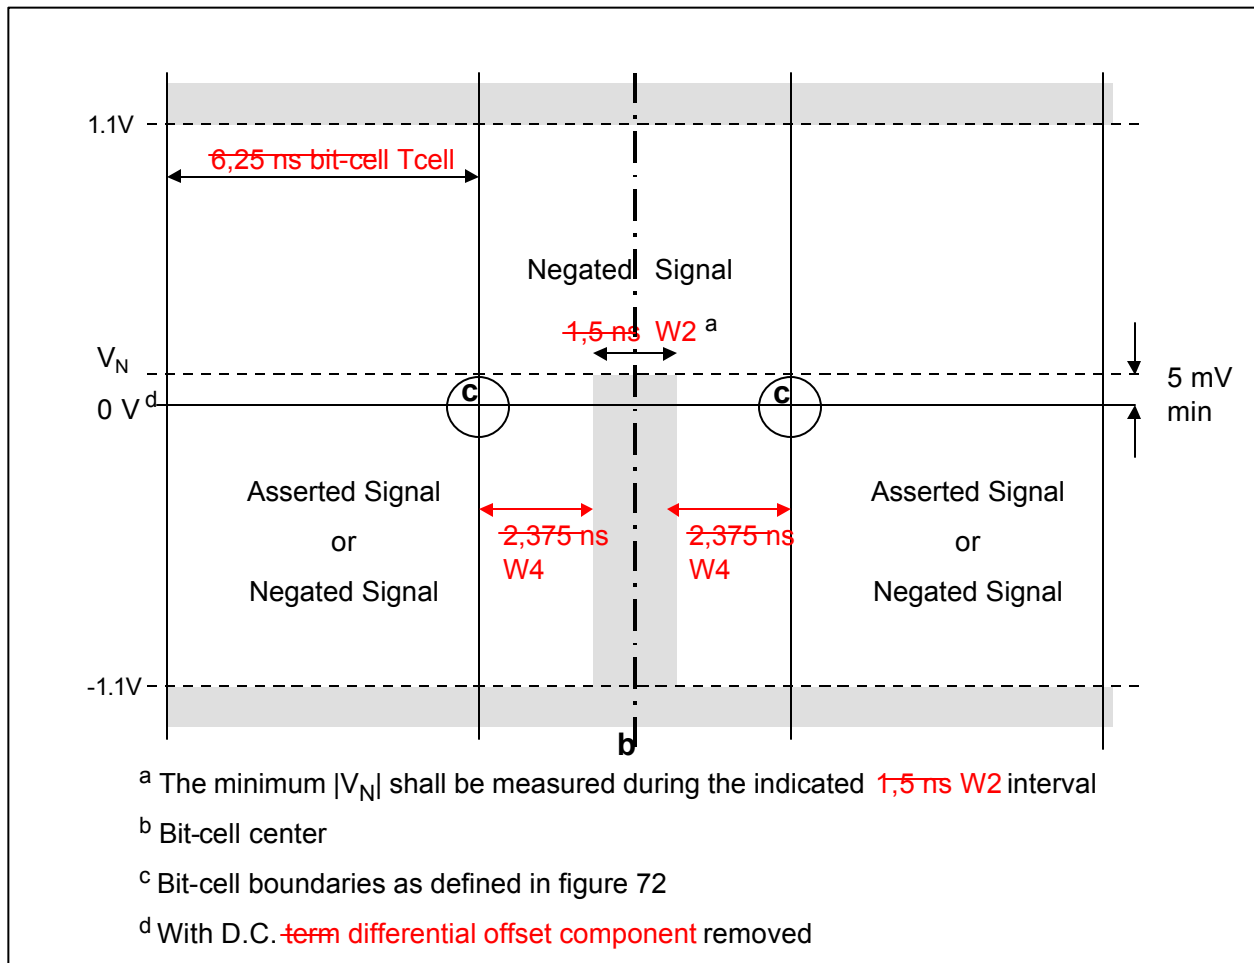 1.1V
6,25 ns bit-cell Tcell
Negated Signal
1,5 ns W2 a
VN
0 V d
c
c
5 mV
min
Asserted Signal
or
Negated Signal
2,375 ns
W4
2,375 ns
W4
Asserted Signal
or
Negated Signal
-1.1V
b
a The minimum |VN| shall be measured during the indicated 1,5 ns W2 interval
b Bit-cell center
c Bit-cell boundaries as defined in figure 72
d With D.C. term differential offset component removed